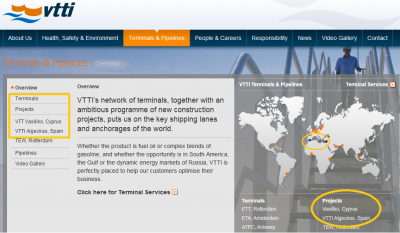 vtti
About Us
Health, Safety & Environment
Terminals & Pipelines
People & Careers
Responsibility
News
Video Gallery
Contact
Overview
Overview
Terminals
Projects
VTT Vasiliko, Cyprus
VTTI Algeciras, Spain
TEW, Rotterdam
Pipelines
Video Gallery
Overview
VTTI's network of terminals, together with an
ambitious programme of new construction
projects, puts us on the key shipping lanes
and anchorages of the world.
Whether the product is fuel oil or complex blends of
gasoline, and whether the opportunity is in South America,
the Gulf or the dynamic energy markets of Russia, VTTI is
perfectly placed to help our customers optimise their
business.
Click here for Terminal Services
VTTI Terminals & Pipelines
Terminal Services
Terminals
ETT, Rotterdam
ETA, Amsterdam
ATPC, Antwerp
Projects
Vasiliko, Cyprus
VTTI Algeciras, Spain
TEW, Rotterdam